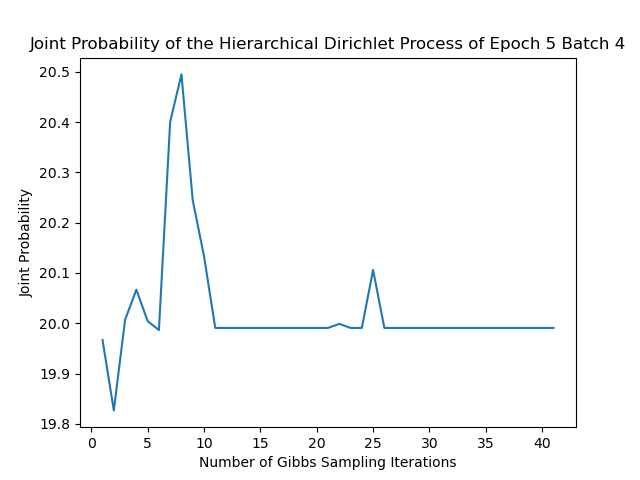 Joint Probability of the Hierarchical Dirichlet Process of Epoch 5 Batch 4
20.5
20.4
20.3
20.2
20.1
20.0
19.9
19.8
Joint Probability
0 5 10 15 20 25 30 35 40
Number of Gibbs Sampling Iterations